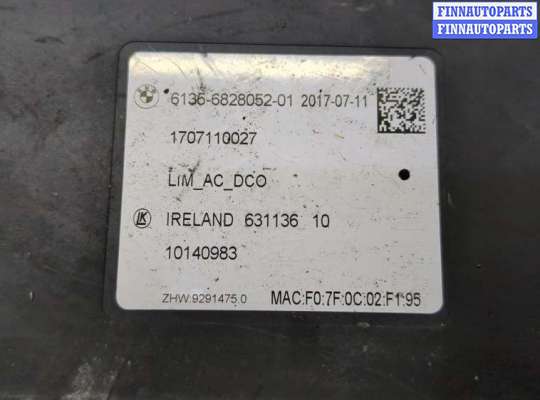 FINNAUTOPARTS
FINNAUTOPARTS
6136-6828052-01 2017-07-11
1707110027
LIM_AC_DCO
LK IRELAND 631136 10
10140983
ZHW:9291475.0 MAC:F0:7F:0C:02:F1:95